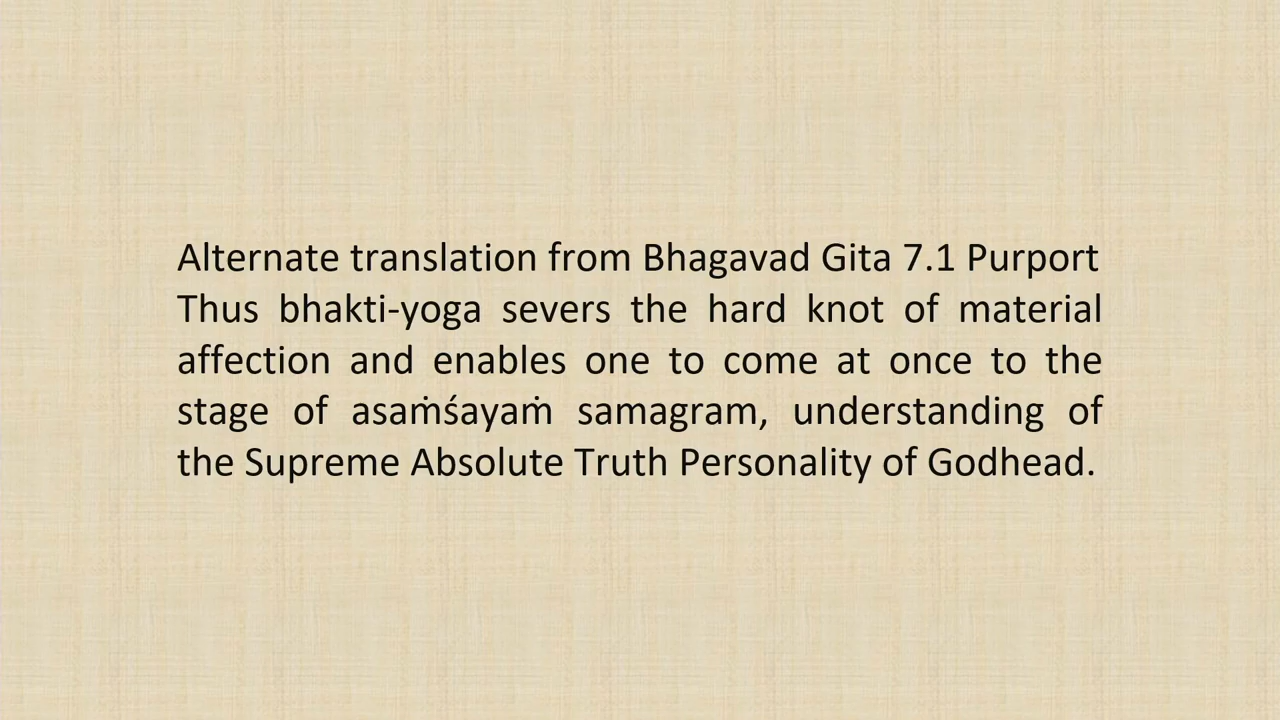 Alternate translation from Bhagavad Gita 7.1 Purport
Thus bhakti-yoga severs the hard knot of material
affection and enables one to come at once to the
stage of asaṁśayaṁ samagram, understanding of
the Supreme Absolute Truth Personality of Godhead.